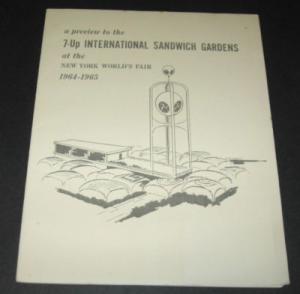 a preview to the
7-Up INTERNATIONAL SANDWICH GARDENS
at the
NEW YORK WORLD'S FAIR
1964-1965